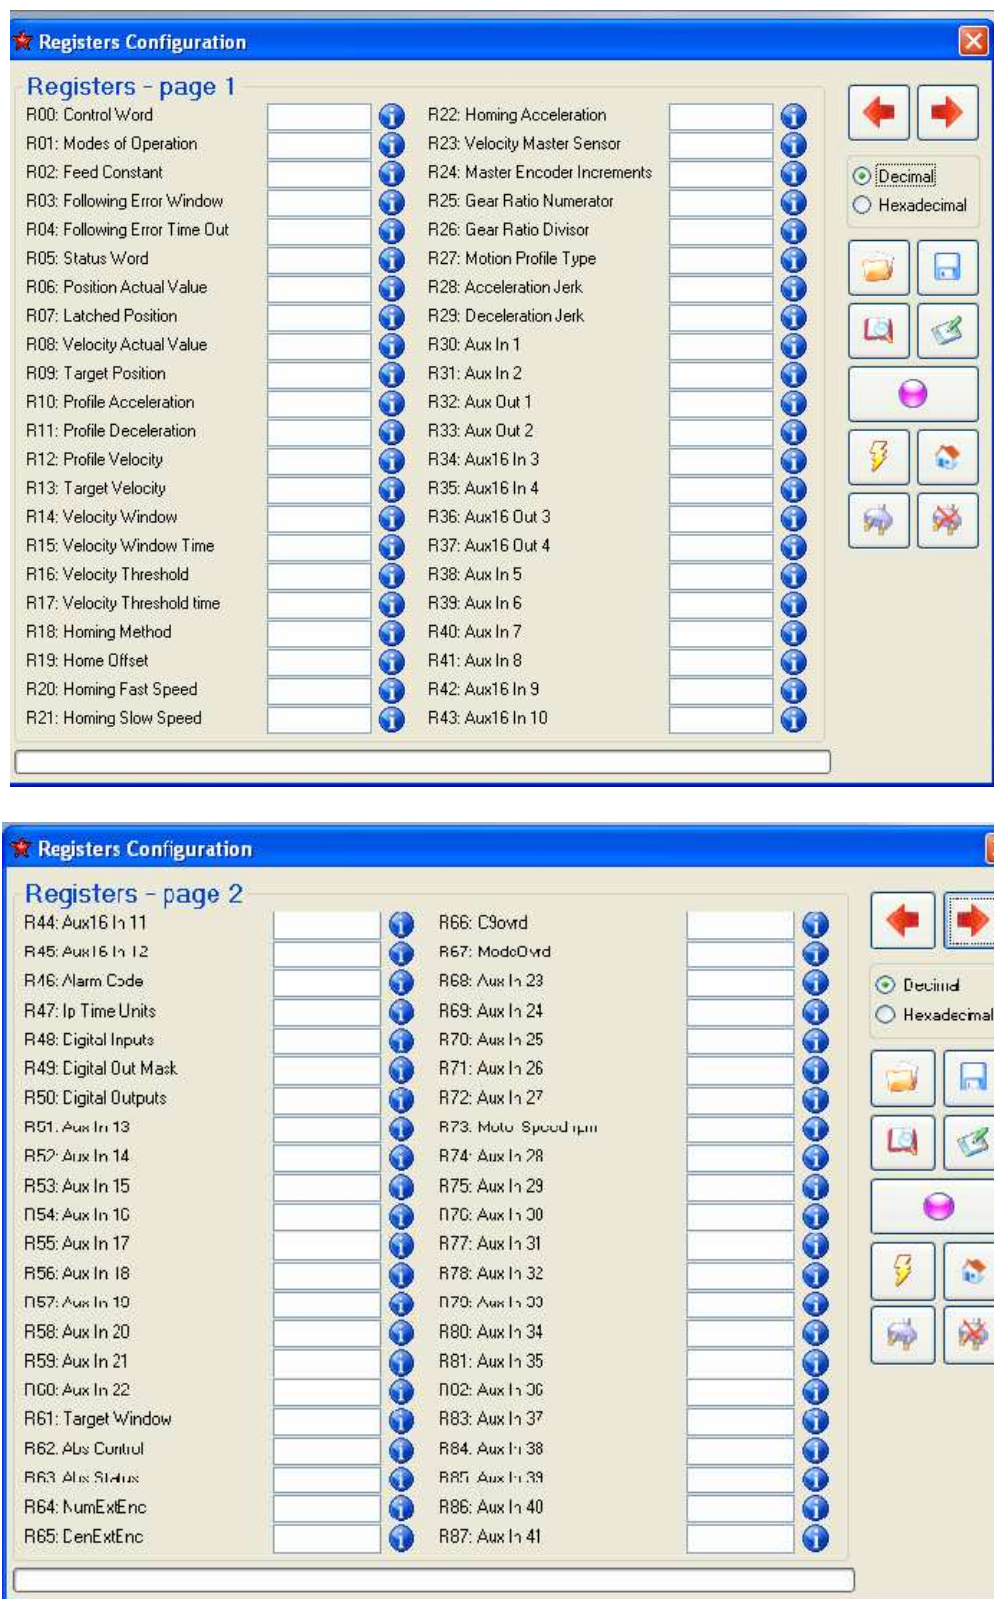 Registers Configuration
Registers - page 1
R00: Control Word
R01: Modes of Operation
R02: Feed Constant
R03: Following Error Window
R04: Following Error Time Out
R05: Status Word
R06: Position Actual Value
R07: Latched Position
R08: Velocity Actual Value
R09: Target Position
R10: Profile Acceleration
R11: Profile Deceleration
R12: Profile Velocity
R13: Target Velocity
R14: Velocity Window
R15: Velocity Window Time
R16: Velocity Threshold
R17: Velocity Threshold time
R18: Homing Method
R19: Home Offset
R20: Homing Fast Speed
R21: Homing Slow Speed
R22: Homing Acceleration
R23: Velocity Master Sensor
R24: Master Encoder Increments
R25: Gear Ratio Numerator
R26: Gear Ratio Divisor
R27: Motion Profile Type
R28: Acceleration Jerk
R29: Deceleration Jerk
R30: Aux In 1
R31: Aux In 2
R32: Aux Out 1
R33: Aux Out 2
R34: Aux16 In 3
R35: Aux16 In 4
R36: Aux16 Out 3
R37: Aux16 Out 4
R38: Aux In 5
R39: Aux In 6
R40: Aux In 7
R41: Aux In 8
R42: Aux16 In 9
R43: Aux16 In 10
Decimal
Hexadecimal
Registers Configuration
Registers - page 2
R44: Aux16 In 11
R45: Aux16 In 12
R46: Alarm Code
R47: Ip Time Units
R48: Digital Inputs
R49: Digital Out Mask
R50: Digital Outputs
R51: Aux In 13
R52: Aux In 14
R53: Aux In 15
R54: Aux In 16
R55: Aux In 17
R56: Aux In 18
R57: Aux In 19
R58: Aux In 20
R59: Aux In 21
R60: Aux In 22
R61: Target Window
R62: Abs Control
R63: Abs Status
R64: NumExtEnc
R65: DenExtEnc
R66: C9ovrd
R67: ModeOvrd
R68: Aux In 23
R69: Aux In 24
R70: Aux In 25
R71: Aux In 26
R72: Aux In 27
R73: Motor Speed rpm
R74: Aux In 28
R75: Aux In 29
R76: Aux In 30
R77: Aux In 31
R78: Aux In 32
R79: Aux In 33
R80: Aux In 34
R81: Aux In 35
R82: Aux In 36
R83: Aux In 37
R84: Aux In 38
R85: Aux In 39
R86: Aux In 40
R87: Aux In 41
Decimal
Hexadecimal